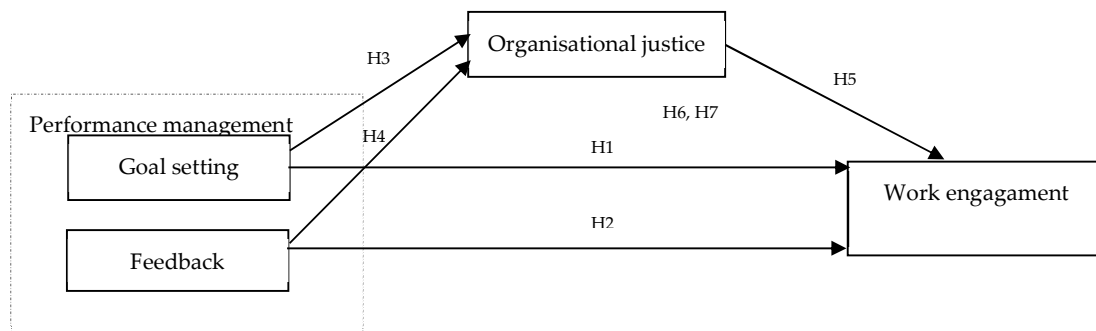 Organisational justice
H3
H5
H6, H7
Performance management
H4
H1
Goal setting
Work engagament
H2
Feedback